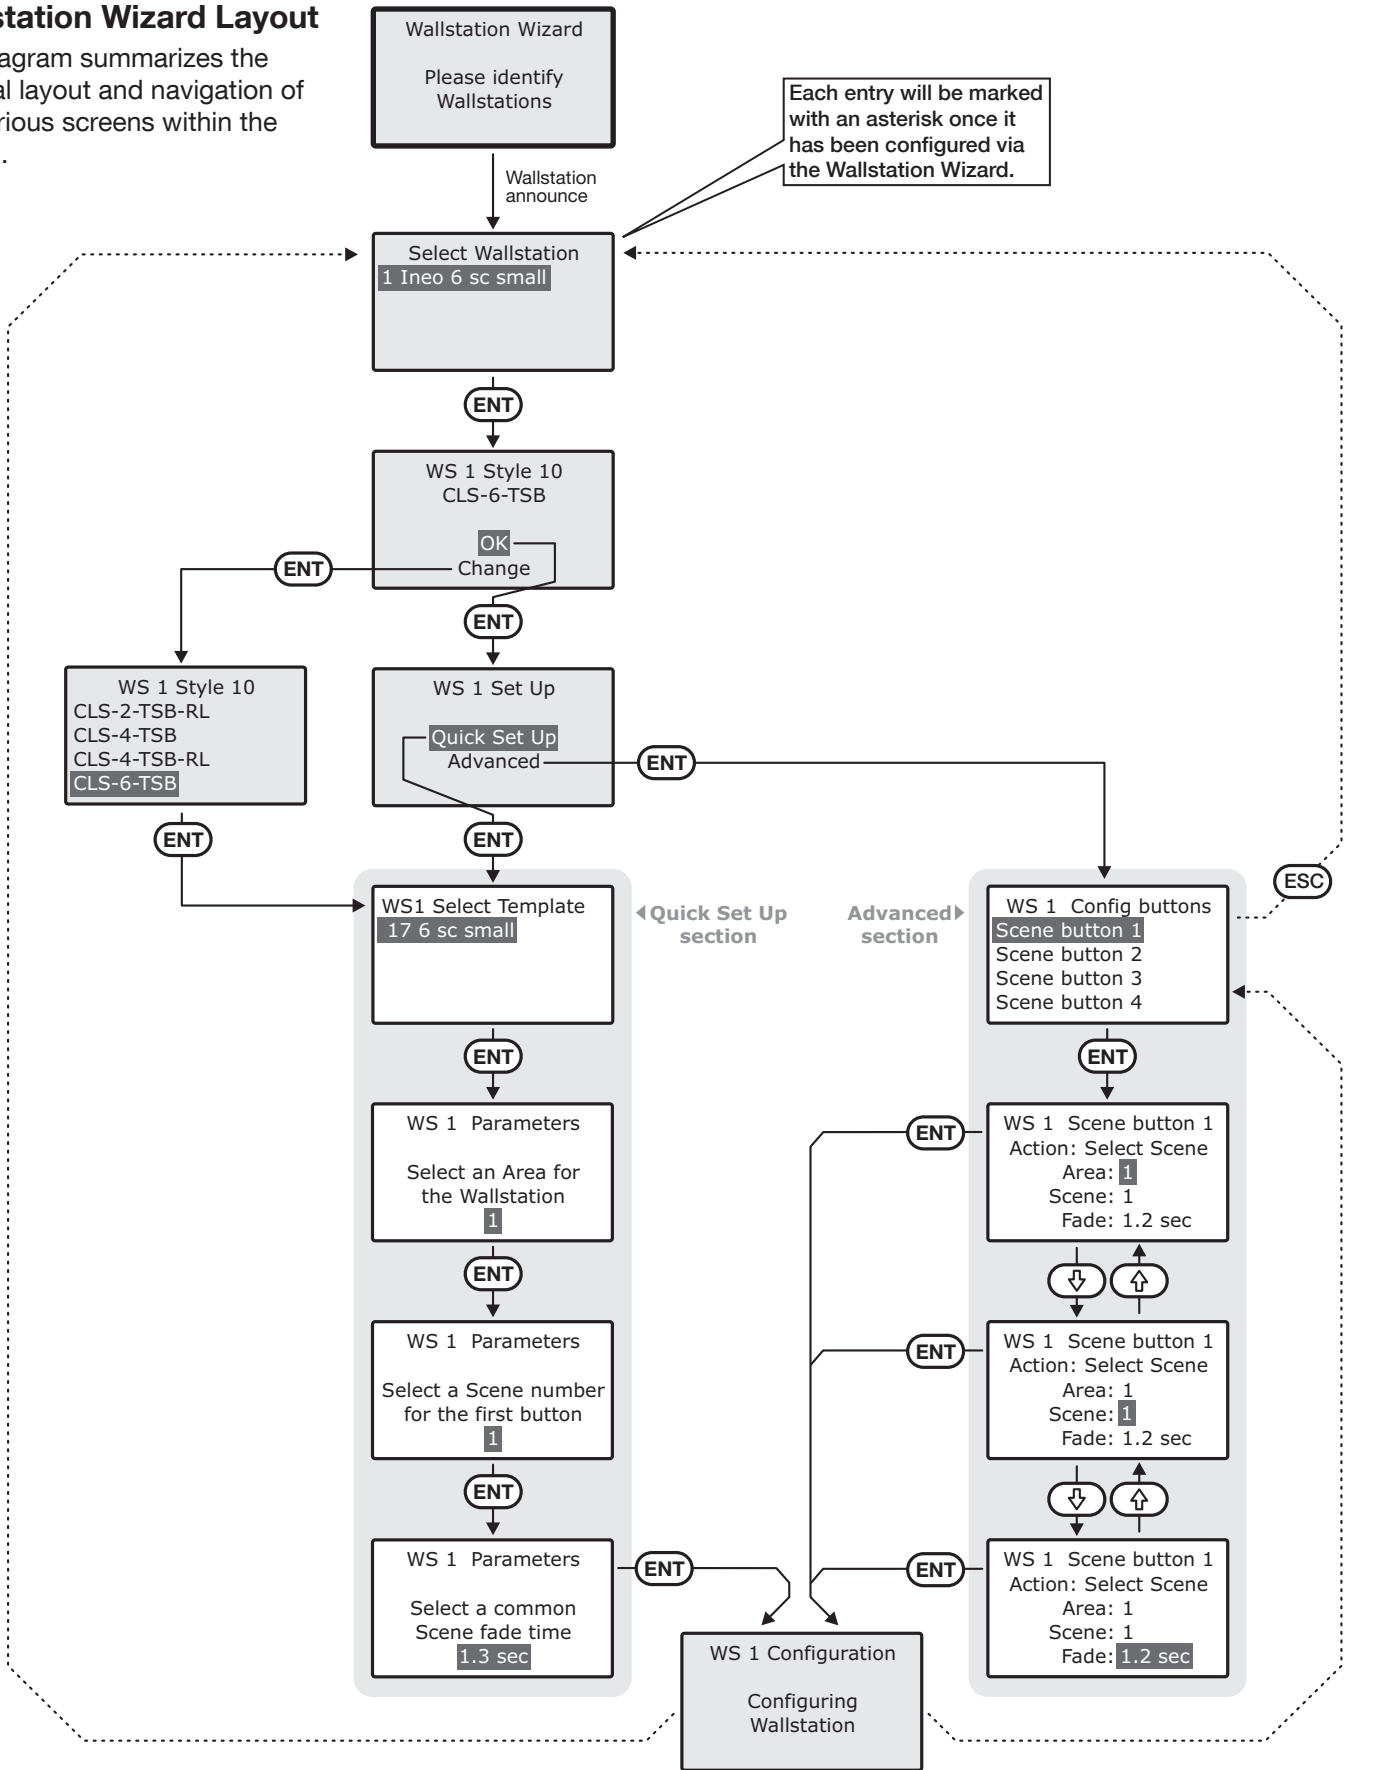 station Wizard Layout
agram summarizes the
al layout and navigation of
rious screens within the
.
Wallstation Wizard
Please identify
Wallstations
Each entry will be marked
with an asterisk once it
has been configured via
the Wallstation Wizard.
Wallstation
announce
Select Wallstation
1 Ineo 6 sc small
ENT
WS 1 Style 10
CLS-6-TSB
OK
Change
ENT
ENT
WS 1 Style 10
CLS-2-TSB-RL
CLS-4-TSB
CLS-4-TSB-RL
CLS-6-TSB
WS 1 Set Up
Quick Set Up
Advanced
ENT
ENT
ENT
ESC
WS1 Select Template
17 6 sc small
Quick Set Up
section
Advanced
section
WS 1 Config buttons
Scene button 1
Scene button 2
Scene button 3
Scene button 4
ENT
ENT
WS 1 Parameters
Select an Area for
the Wallstation
1
ENT
WS 1 Scene button 1
Action: Select Scene
Area: 1
Scene: 1
Fade: 1.2 sec
ENT
WS 1 Parameters
Select a Scene number
for the first button
1
ENT
WS 1 Scene button 1
Action: Select Scene
Area: 1
Scene: 1
Fade: 1.2 sec
ENT
WS 1 Parameters
Select a common
Scene fade time
1.3 sec
ENT
ENT
WS 1 Scene button 1
Action: Select Scene
Area: 1
Scene: 1
Fade: 1.2 sec
WS 1 Configuration
Configuring
Wallstation